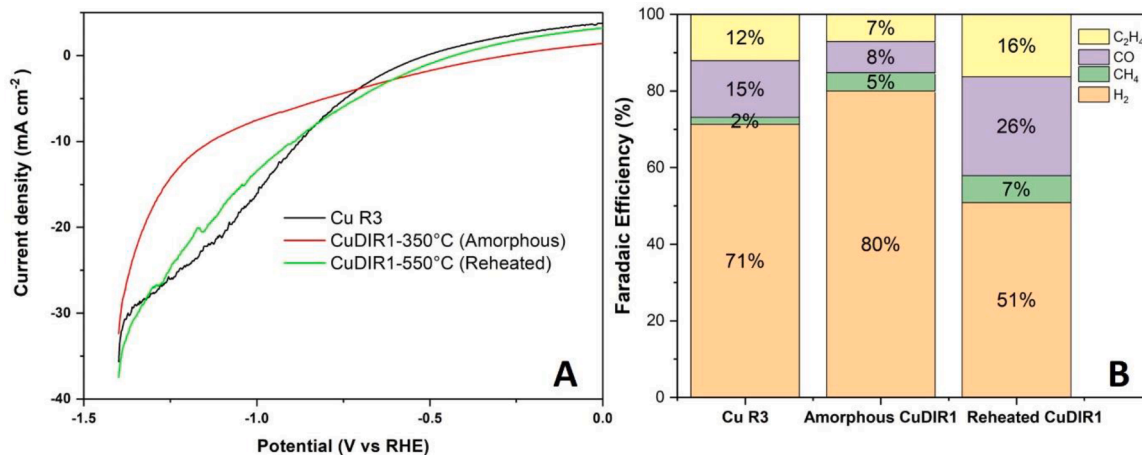 0
-10
-20
-30
-40
Current density (mA cm-2)
-1.5
-1.0
-0.5
0.0
Potential (V vs RHE)
Cu R3
CuDIR1-350°C (Amorphous)
CuDIR1-550°C (Reheated)
A
100
80
60
40
20
0
Faradaic Efficiency (%)
12%
15%
2%
71%
7%
8%
5%
80%
16%
26%
7%
51%
Cu R3
Amorphous CuDIR1
Reheated CuDIR1
C2H4
CO
CH4
H2
B